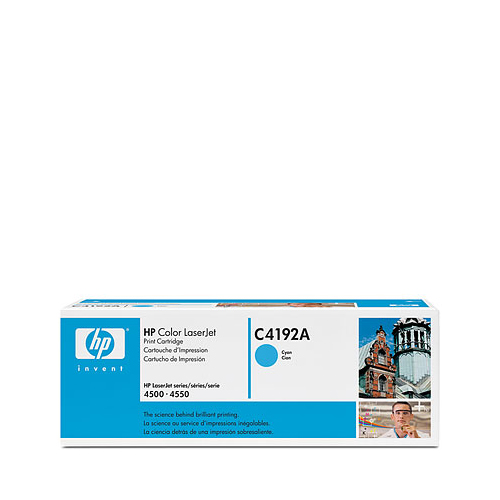 C4192A
hp
invent
HP Color LaserJet
Print Cartridge
Cartouche d'Impression
Cartucho de Impresión
HP LaserJet series/séries/serie
4500 · 4550
C4192A
Cyan
Cian
The science behind brilliant printing.
La science au service d'impressions inégalables.
La ciencia detras de una impresión sobresaliente.